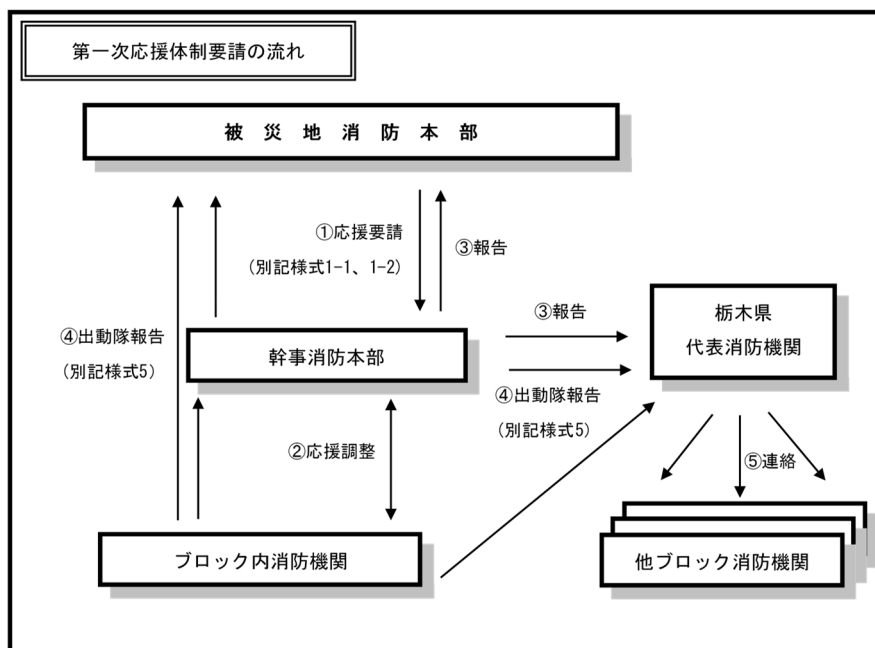 第一次応援体制要請の流れ
被災地消防本部
①応援要請
(別記様式1-1、1-2)
③報告
③報告
栃木県
代表消防機関
④出動隊報告
(別記様式5)
幹事消防本部
④出動隊報告
(別記様式5)
②応援調整
⑤連絡
ブロック内消防機関
他ブロック消防機関